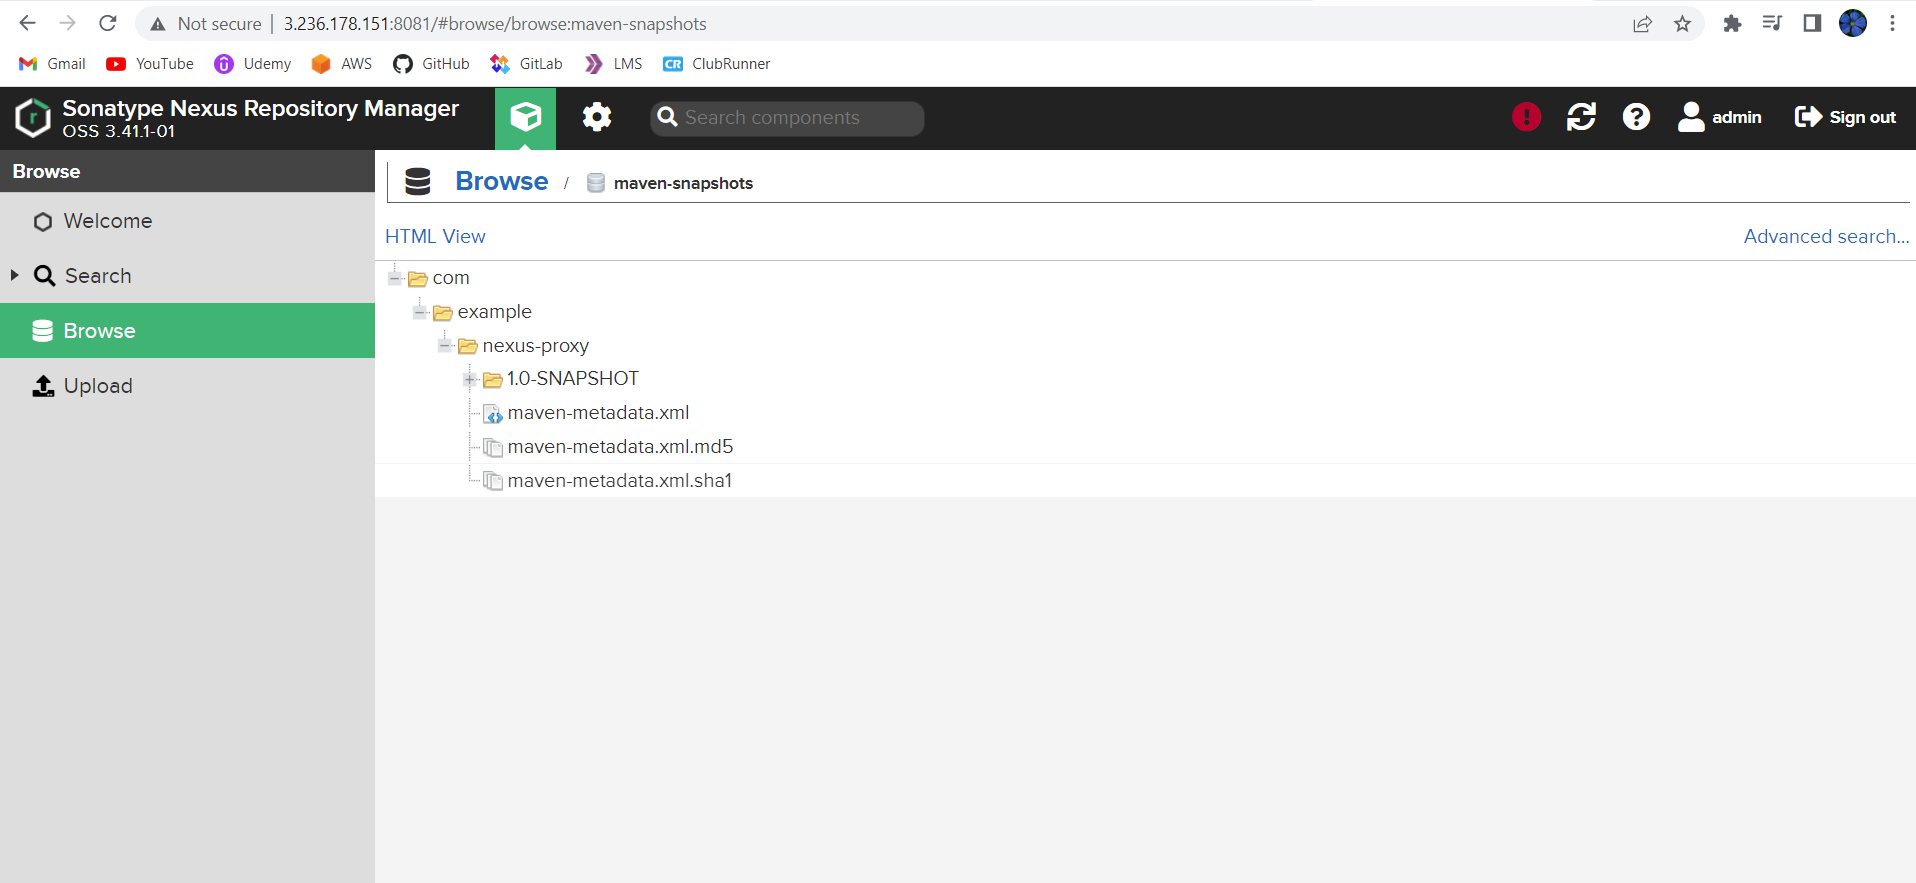 Not secure | 3.236.178.151:8081/#browse/browse:maven-snapshots
Gmail YouTube Udemy AWS GitHub GitLab LMS CR ClubRunner
Sonatype Nexus Repository Manager
OSS 3.41.1-01
Search components
admin Sign out
Browse
Welcome
Search
Browse
Upload
Browse / maven-snapshots
HTML View Advanced search...
com
example
nexus-proxy
1.0-SNAPSHOT
maven-metadata.xml
maven-metadata.xml.md5
maven-metadata.xml.sha1